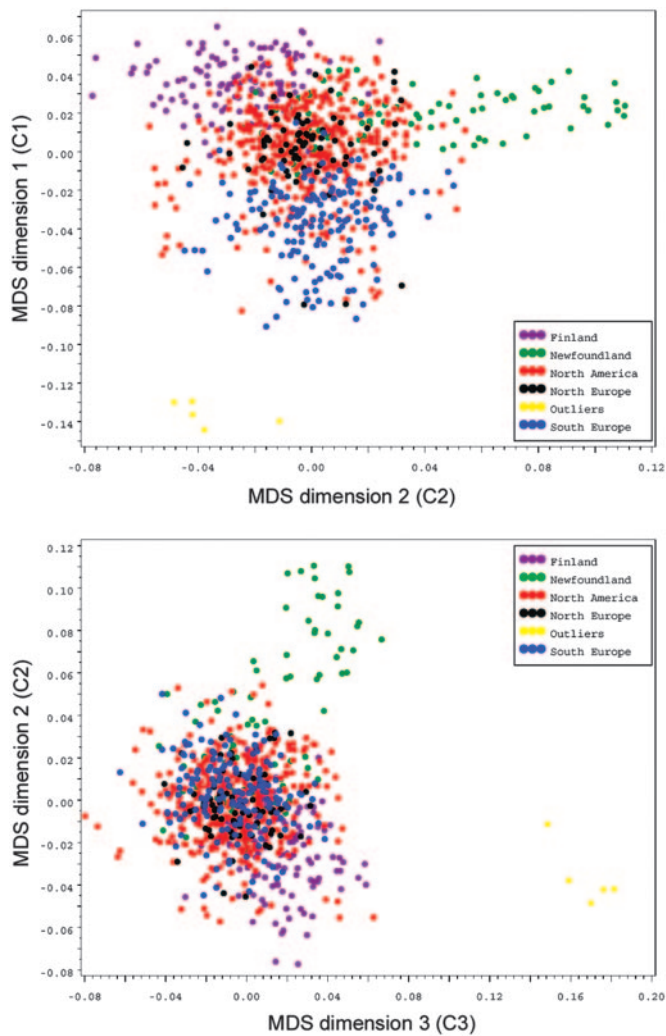 MDS dimension 1 (C1)
0.06
0.04
0.02
0.00
-0.02
-0.04
-0.06
-0.08
-0.10
-0.12
-0.14
Finland
Newfoundland
North America
North Europe
Outliers
South Europe
-0.08 -0.04 0.00 0.04 0.08 0.12
MDS dimension 2 (C2)
MDS dimension 2 (C2)
0.12
0.10
0.08
0.06
0.04
0.02
0.00
-0.02
-0.04
-0.06
-0.08
Finland
Newfoundland
North America
North Europe
Outliers
South Europe
-0.08 -0.04 0.00 0.04 0.08 0.12 0.16 0.20
MDS dimension 3 (C3)